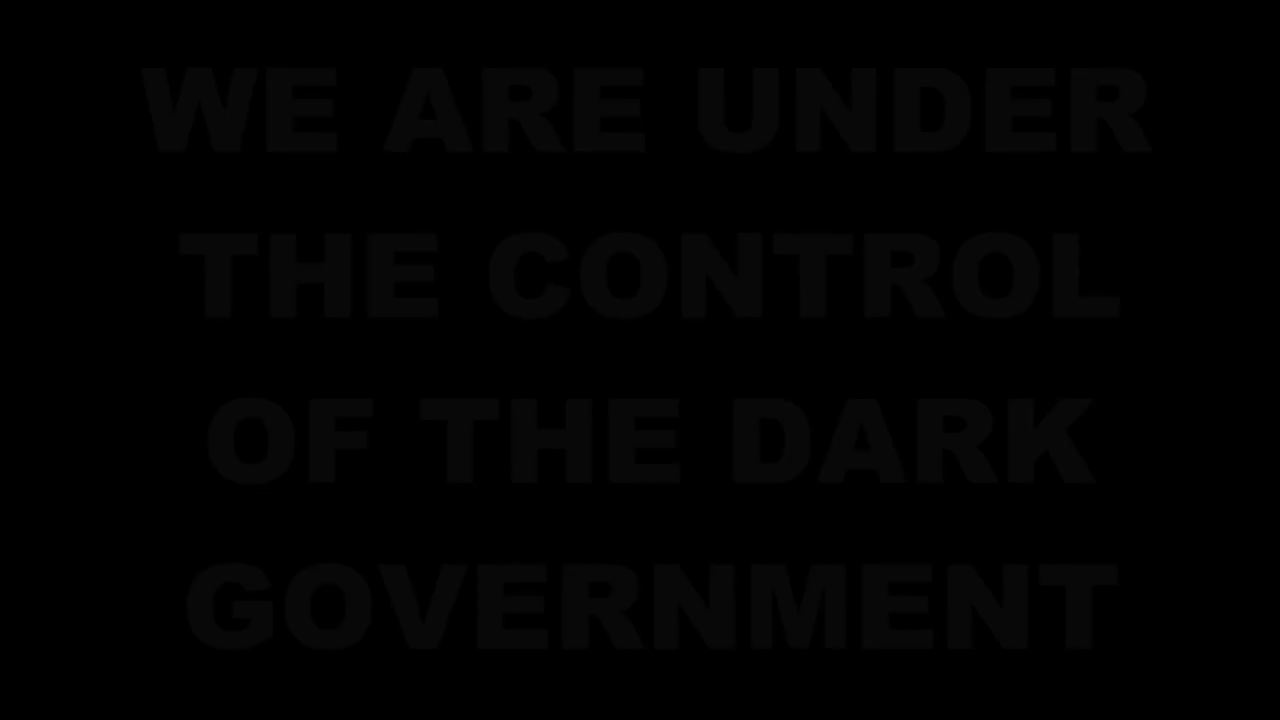 WE ARE UNDER
THE CONTROL
OF THE DARK
GOVERNMENT